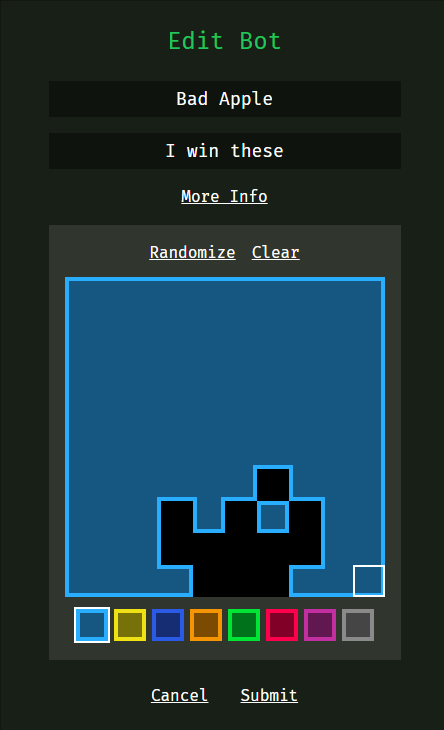 Edit Bot
Bad Apple
I win these
More Info
Randomize Clear
Cancel Submit